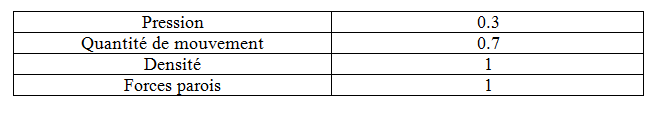 Pression 0.3
Quantité de mouvement 0.7
Densité 1
Forces parois 1